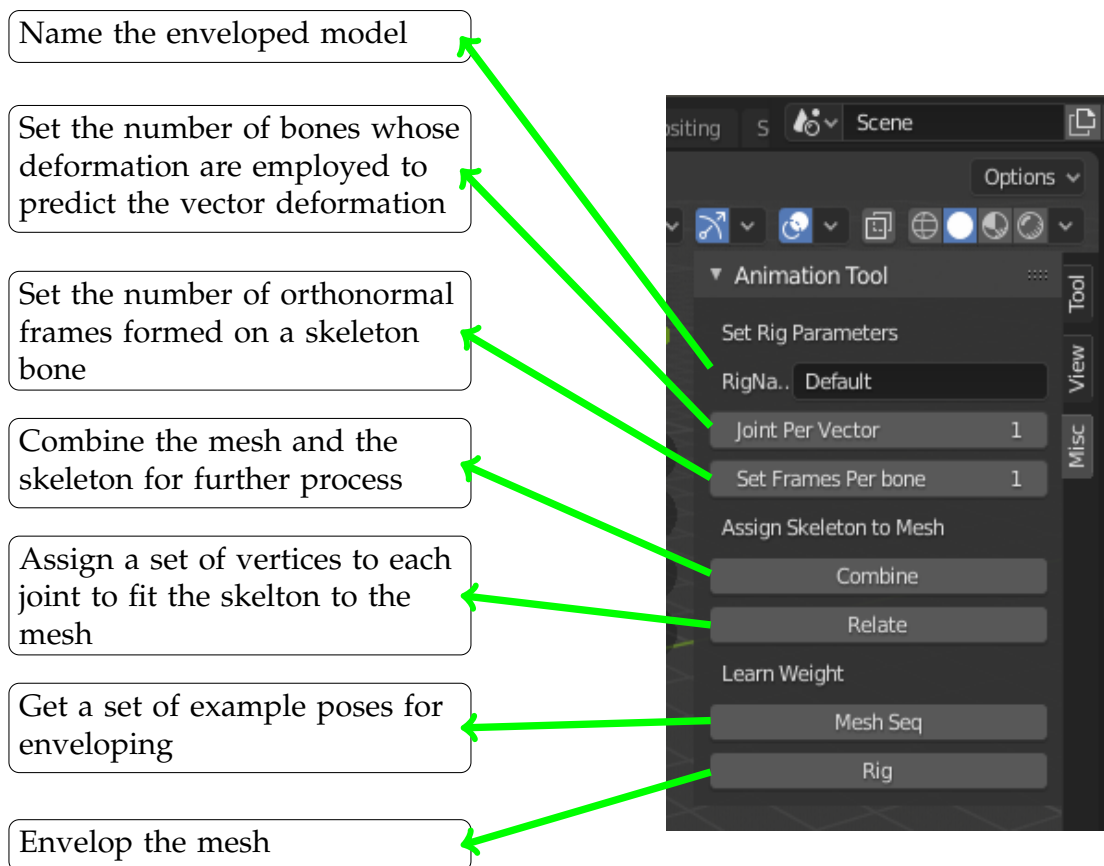 Name the enveloped model
Set the number of bones whose
deformation are employed to
predict the vector deformation
Set the number of orthonormal
frames formed on a skeleton
bone
Combine the mesh and the
skeleton for further process
Assign a set of vertices to each
joint to fit the skelton to the
mesh
Get a set of example poses for
enveloping
Envelop the mesh
ositing S Scene
Options
Animation Tool
Set Rig Parameters
RigNa.. Default
Joint Per Vector 1
Set Frames Per bone 1
Assign Skeleton to Mesh
Combine
Relate
Learn Weight
Mesh Seq
Rig
Tool
View
Misc